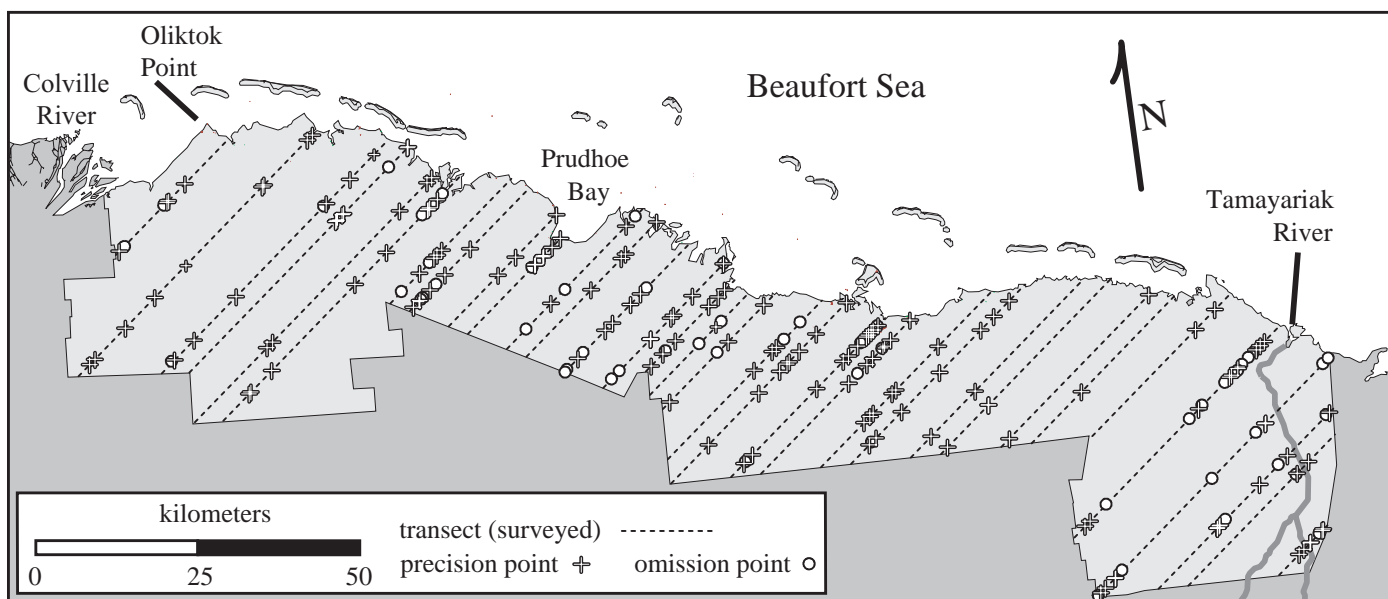 Oliktok
Point
Colville
River
Beaufort Sea
N
Prudhoe
Bay
Tamayariak
River
kilometers
0 25 50
transect (surveyed)
precision point
omission point